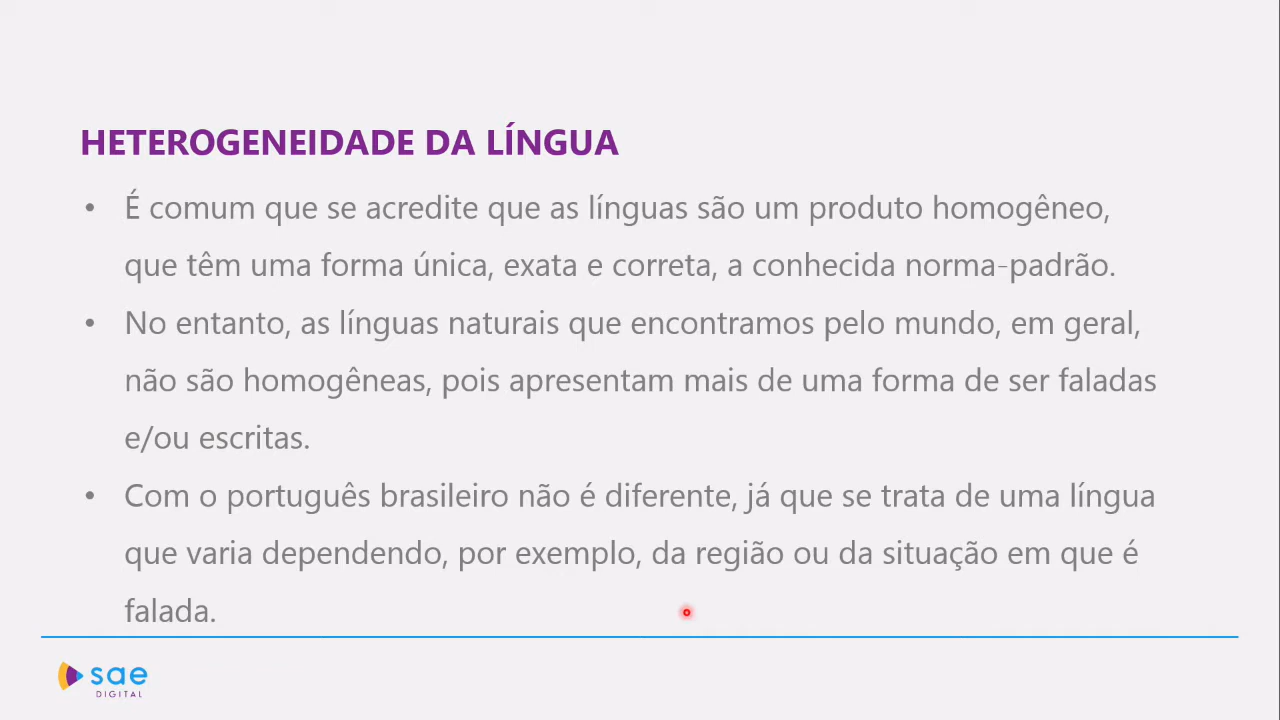 HETEROGENEIDADE DA LÍNGUA
• É comum que se acredite que as línguas são um produto homogêneo,
que têm uma forma única, exata e correta, a conhecida norma-padrão.
• No entanto, as línguas naturais que encontramos pelo mundo, em geral,
não são homogêneas, pois apresentam mais de uma forma de ser faladas
e/ou escritas.
• Com o português brasileiro não é diferente, já que se trata de uma língua
que varia dependendo, por exemplo, da região ou da situação em que é
falada.
sae
DIGITAL